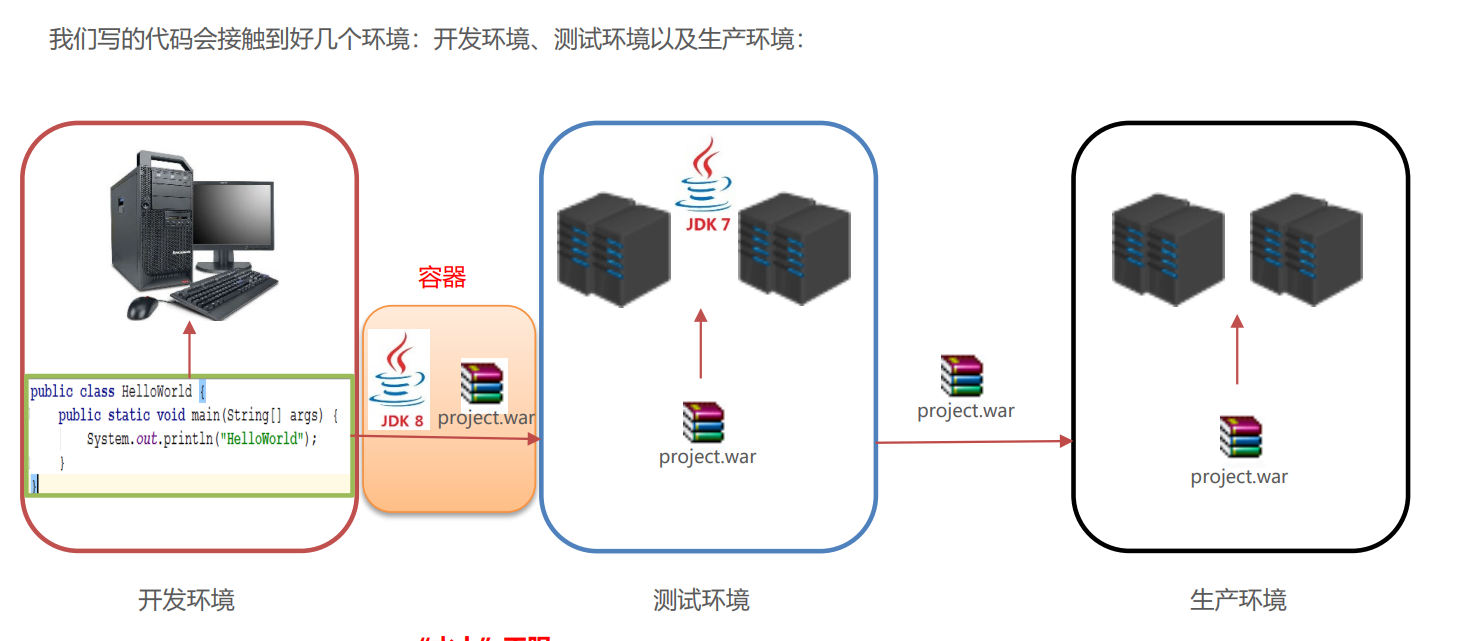 我们写的代码会接触到好几个环境：开发环境、测试环境以及生产环境：
JDK 7
容器
public class HelloWorld {
public static void main(String[] args) {
System.out.println("HelloWorld");
}
}
JDK 8
project.war
project.war
project.war
project.war
开发环境
测试环境
生产环境